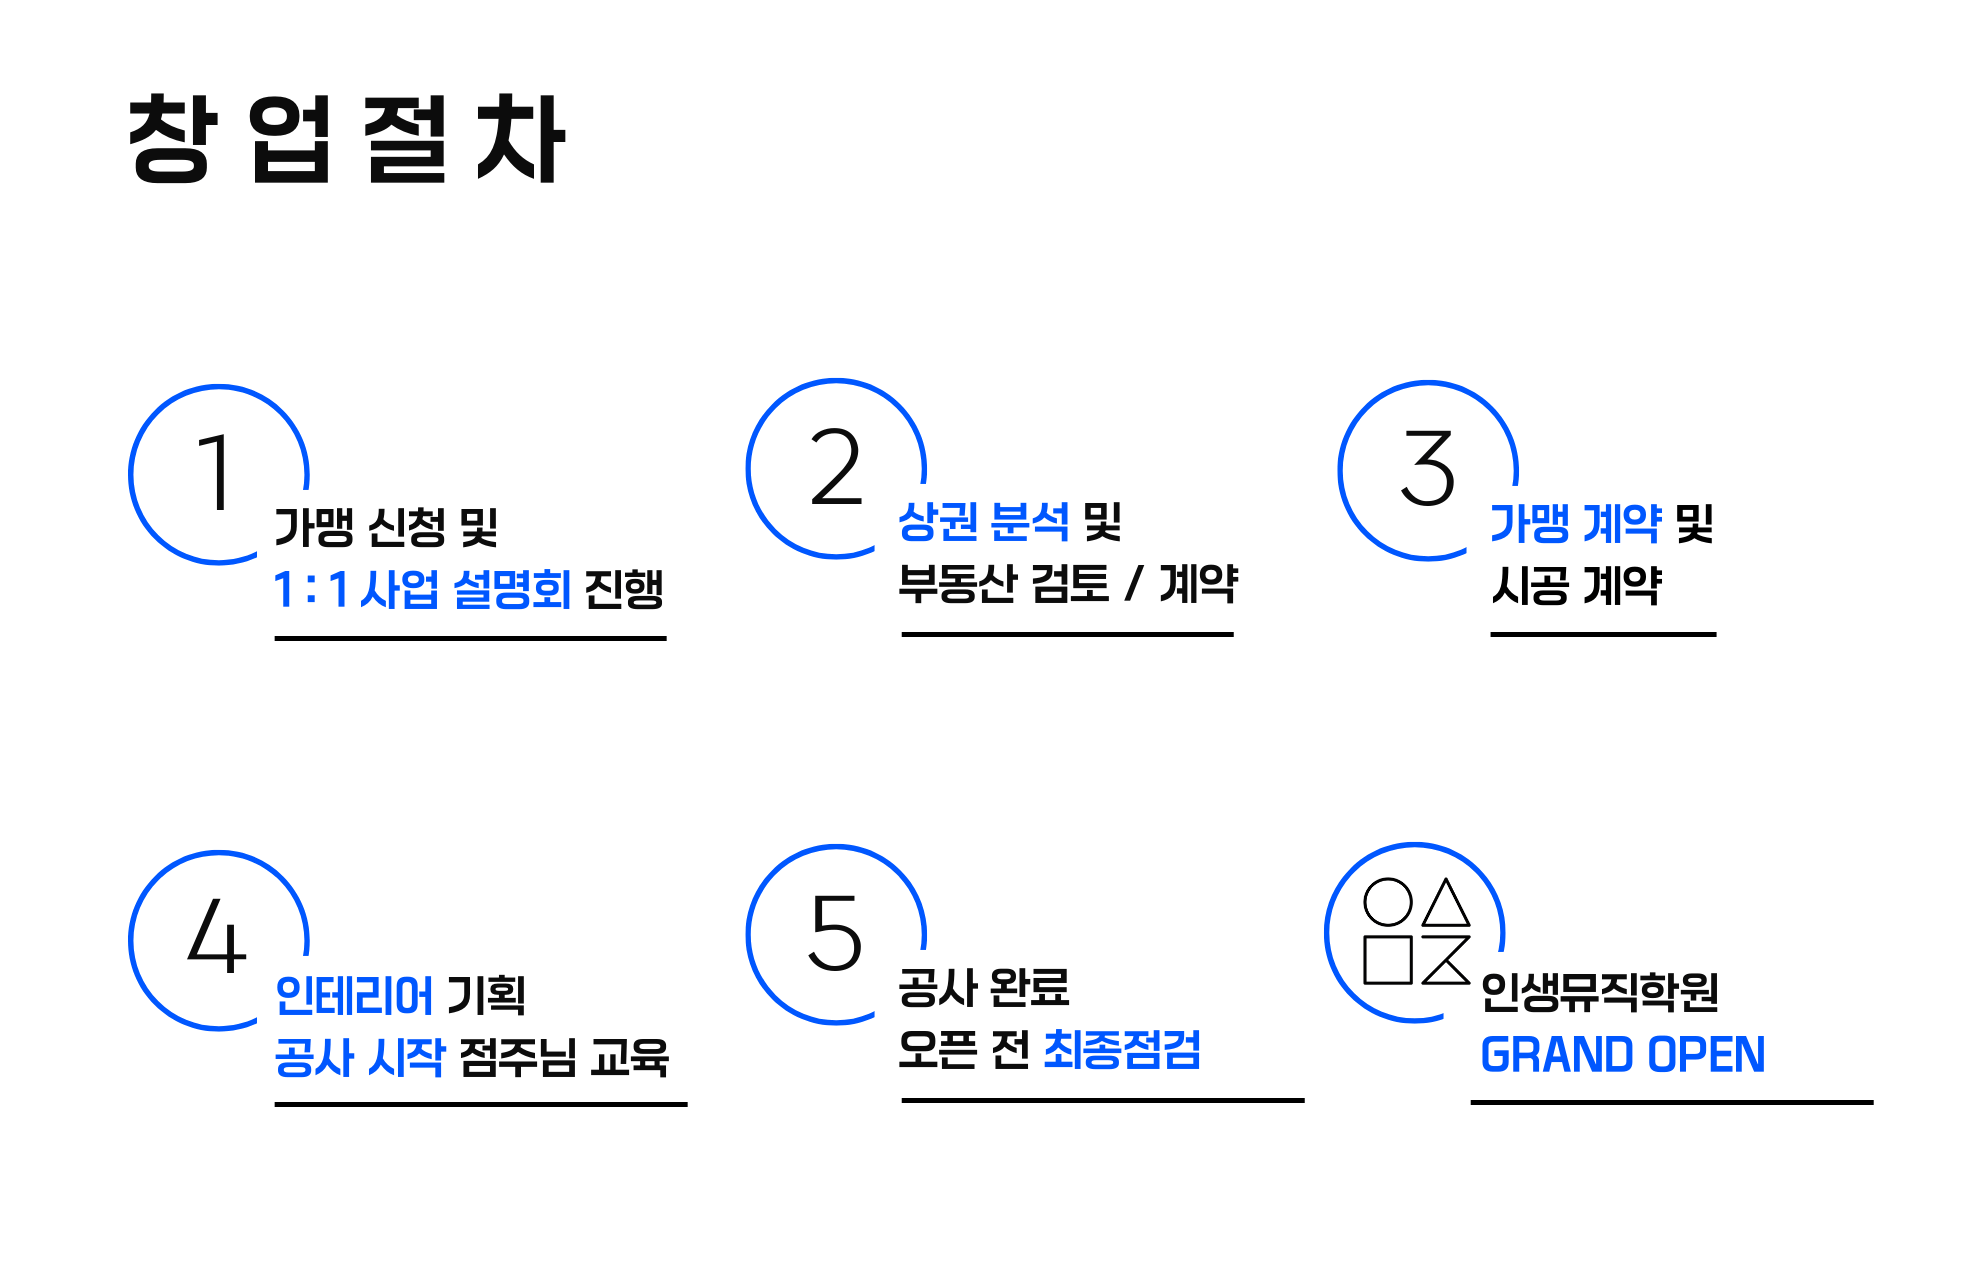 창업절차
1
가맹 신청 및
1:1 사업 설명회 진행
2
상권 분석 및
부동산 검토 / 계약
3
가맹 계약 및
시공 계약
4
인테리어 기획
공사 시작 점주님 교육
5
공사 완료
오픈 전 최종점검
인생뮤직학원
GRAND OPEN